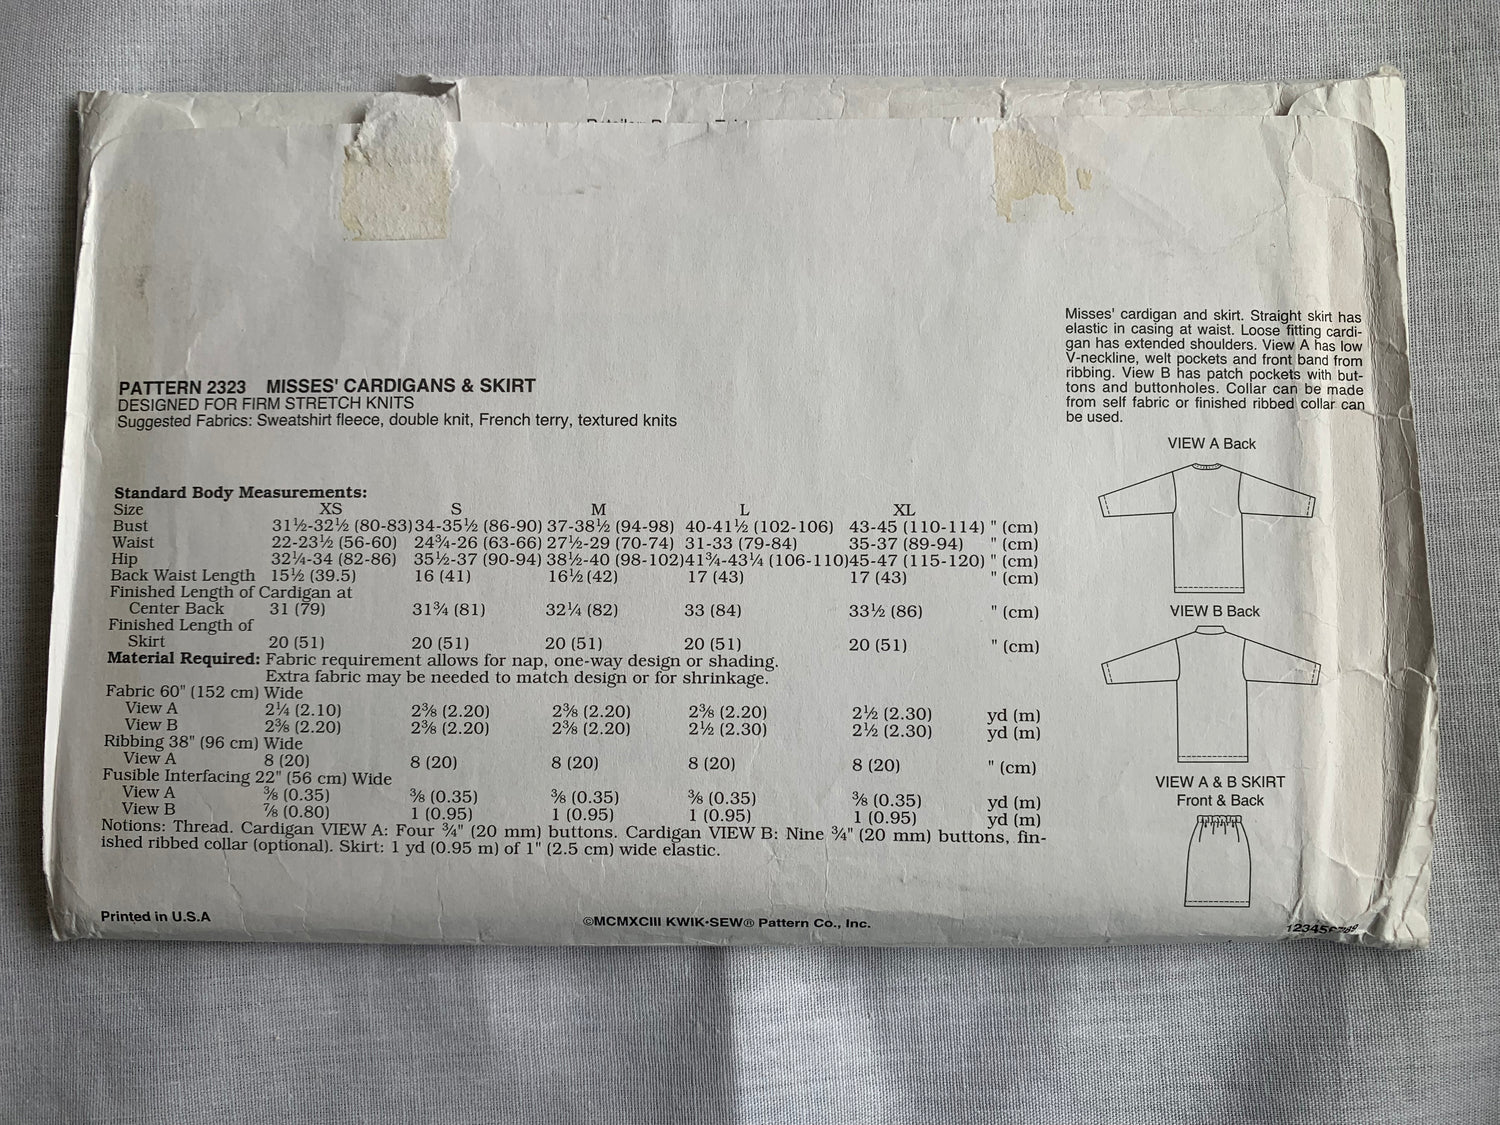 PATTERN 2323 MISSES' CARDIGANS & SKIRT
DESIGNED FOR FIRM STRETCH KNITS
Suggested Fabrics: Sweatshirt fleece, double knit, French terry, textured knits
Standard Body Measurements:
Size XS S M L XL
Bust 31½-32½ (80-83) 34-35½ (86-90) 37-38½ (94-98) 40-41½ (102-106) 43-45 (110-114) " (cm)
Waist 22-23½ (56-60) 24¾-26 (63-66) 27½-29 (70-74) 31-33 (79-84) 35-37 (89-94) " (cm)
Hip 32¼-34 (82-86) 35½-37 (90-94) 38½-40 (98-102) 41¾-43¼ (106-110) 45-47 (115-120) " (cm)
Back Waist Length 15½ (39.5) 16 (41) 16½ (42) 17 (43) 17 (43) " (cm)
Finished Length of Cardigan at
Center Back 31 (79) 31¾ (81) 32¼ (82) 33 (84) 33½ (86) " (cm)
Finished Length of
Skirt 20 (51) 20 (51) 20 (51) 20 (51) 20 (51) " (cm)
Material Required: Fabric requirement allows for nap, one-way design or shading.
Extra fabric may be needed to match design or for shrinkage.
Fabric 60" (152 cm) Wide
View A 2¼ (2.10) 2⅜ (2.20) 2⅜ (2.20) 2⅜ (2.20) 2½ (2.30) yd (m)
View B 2⅜ (2.20) 2⅜ (2.20) 2⅜ (2.20) 2½ (2.30) 2½ (2.30) yd (m)
Ribbing 38" (96 cm) Wide
View A 8 (20) 8 (20) 8 (20) 8 (20) 8 (20) " (cm)
Fusible Interfacing 22" (56 cm) Wide
View A ⅜ (0.35) ⅜ (0.35) ⅜ (0.35) ⅜ (0.35) ⅜ (0.35) yd (m)
View B ⅞ (0.80) 1 (0.95) 1 (0.95) 1 (0.95) 1 (0.95) yd (m)
Notions: Thread. Cardigan VIEW A: Four ¾" (20 mm) buttons. Cardigan VIEW B: Nine ¾" (20 mm) buttons, fin-
ished ribbed collar (optional). Skirt: 1 yd (0.95 m) of 1" (2.5 cm) wide elastic.
Printed in U.S.A
©MCMXCIII KWIK•SEW® Pattern Co., Inc.
Misses' cardigan and skirt. Straight skirt has
elastic in casing at waist. Loose fitting cardi-
gan has extended shoulders. View A has low
V-neckline, welt pockets and front band from
ribbing. View B has patch pockets with but-
tons and buttonholes. Collar can be made
from self fabric or finished ribbed collar can
be used.
VIEW A Back
VIEW B Back
VIEW A & B SKIRT
Front & Back